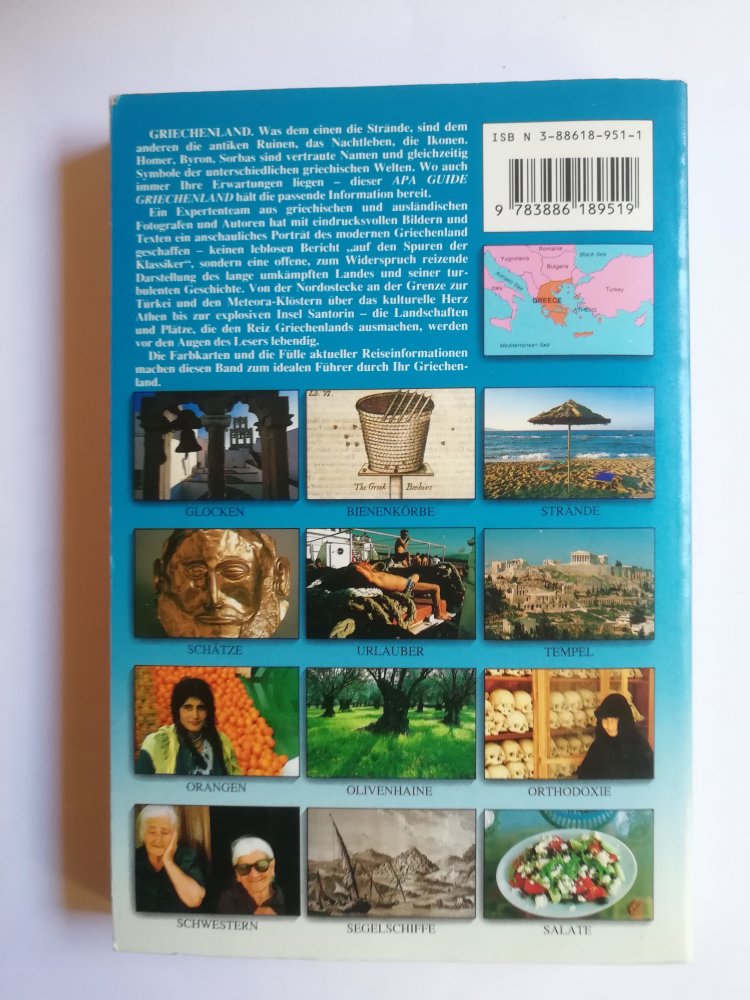 GRIECHENLAND. Was dem einen die Strände, sind dem
anderen die antiken Ruinen, das Nachtleben, die Ikonen.
Homer, Byron, Sorbas sind vertraute Namen und gleichzeitig
Symbole der unterschiedlichen griechischen Welten. Wo auch
immer Ihre Erwartungen liegen – dieser APA GUIDE
GRIECHENLAND hält die passende Information bereit.
Ein Expertenteam aus griechischen und ausländischen
Fotografen und Autoren hat mit eindrucksvollen Bildern und
Texten ein anschauliches Porträt des modernen Griechenland
geschaffen – keinen leblosen Bericht „auf den Spuren der
Klassiker“, sondern eine offene, zum Widerspruch reizende
Darstellung des lange umkämpften Landes und seiner tur-
bulenten Geschichte. Von der Nordostecke an der Grenze zur
Türkei und den Meteora-Klöstern über das kulturelle Herz
Athen bis zur explosiven Insel Santorin – die Landschaften
und Plätze, die den Reiz Griechenlands ausmachen, werden
vor den Augen des Lesers lebendig.
Die Farbkarten und die Fülle aktueller Reiseinformationen
machen diesen Band zum idealen Führer durch Ihr Griechen-
land.
ISBN 3-88618-951-1
9 783886 189519
Romania
Black Sea
Yugoslavia
Bulgaria
Adriatic Sea
Italy
Turkey
GREECE
ATHENS
Mediterranean Sea
Lib. VI.
The Greek Beehive
GLOCKEN
BIENENKÖRBE
STRÄNDE
SCHÄTZE
URLAUBER
TEMPEL
ORANGEN
OLIVENHAINE
ORTHODOXIE
SCHWESTERN
SEGELSCHIFFE
SALATE